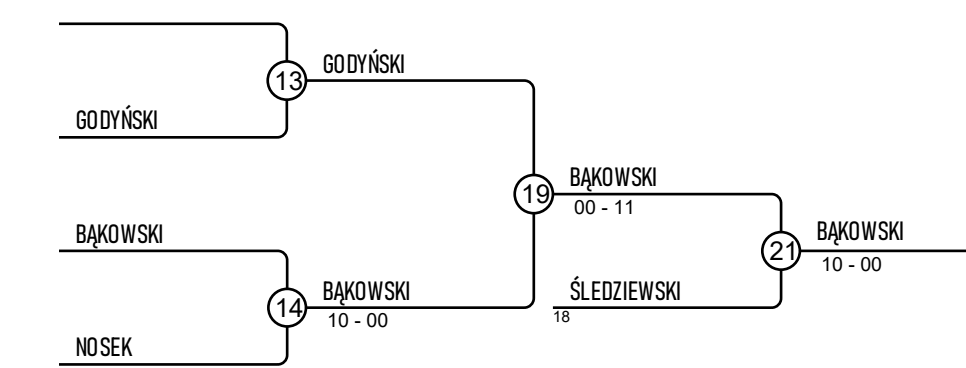 GODYŃSKI
13
GODYŃSKI
BĄKOWSKI
19
00 - 11
BĄKOWSKI
21
10 - 00
BĄKOWSKI
14
BĄKOWSKI
10 - 00
ŚLEDZIEWSKI
18
NOSEK